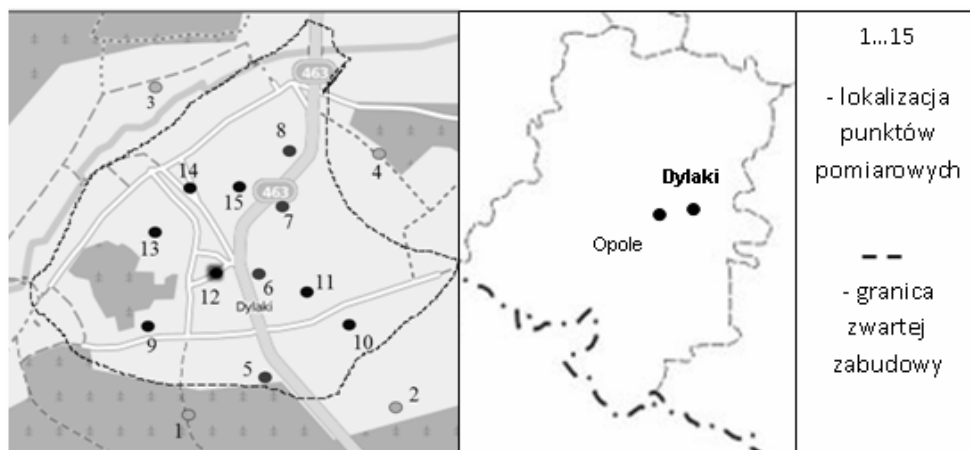 463
3
8
14
4
15
463
7
13
6
11
12
Dylaki
9
10
5
2
1
Dylaki
Opole
1...15
- lokalizacja
punktów
pomiarowych
- granica
zwartej
zabudowy